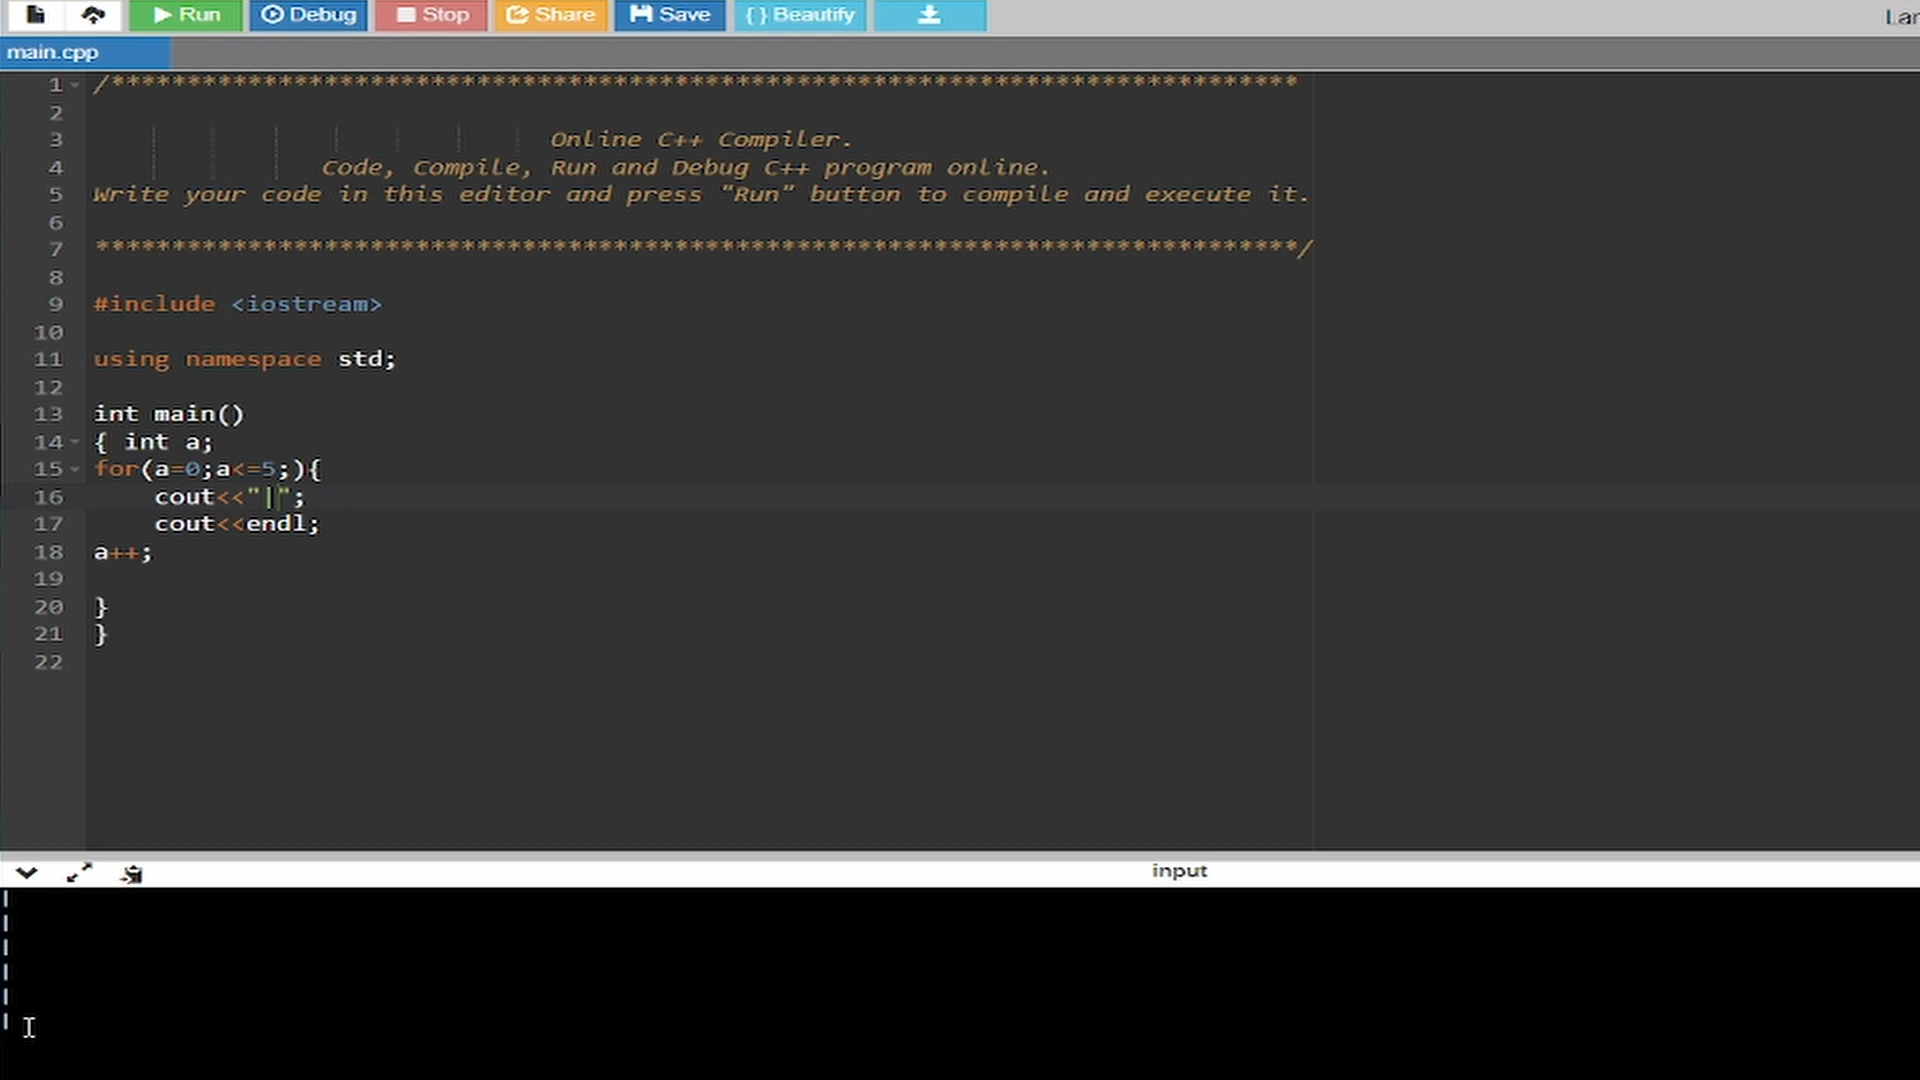 Run Debug Stop Share Save { } Beautify Lan
main.cpp
1 /******************************************************************************
2
3 Online C++ Compiler.
4 Code, Compile, Run and Debug C++ program online.
5 Write your code in this editor and press "Run" button to compile and execute it.
6
7 *******************************************************************************/
8
9 #include <iostream>
10
11 using namespace std;
12
13 int main()
14 { int a;
15 for(a=0;a<=5;){
16 cout<<"|";
17 cout<<endl;
18 a++;
19
20 }
21 }
22
input
|
|
|
|
|
|